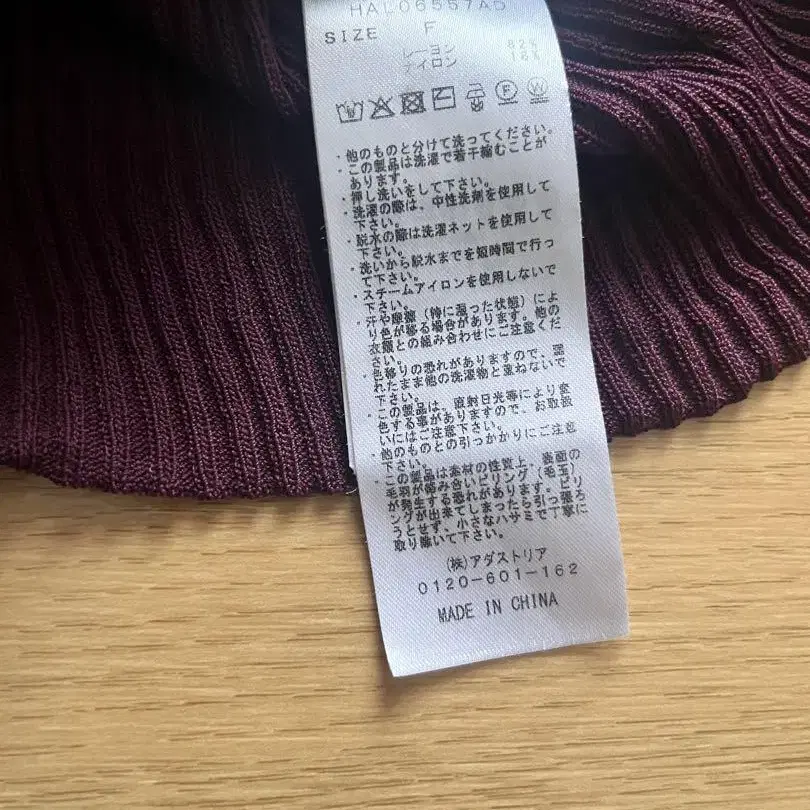 HAL06557A5
SIZE F
レーヨン 82%
ナイロン 18%
F W
・他のものと分けて洗ってください。
・この製品は洗濯で若干縮むことが
あります。
・押し洗いをして下さい。
・洗濯の際は、中性洗剤を使用して
下さい。
・脱水の際は洗濯ネットを使用して
下さい。
・洗いから脱水までを短時間で行っ
て下さい。
・スチームアイロンを使用しないで
下さい。
・汗や摩擦（特に湿った状態）によ
り色が移る場合があります。他の
衣類との組み合わせにご注意くだ
さい。
・色移りの恐れがありますので、濡
れたまま他の洗濯物と重ねないで
下さい。
・この製品は、直射日光等により変
色する事がありますので、お取扱
いにはご注意下さい。
・他のものとの引っかかりにご注意
下さい。
・この製品は素材の性質上、表面の
毛羽が絡み合いピリング（毛玉）
が発生する恐れがあります。ピリ
ングが出来てしまったら引っ張ろ
うとせず、小さなハサミで丁寧に
取り除いて下さい。
（株）アダストリア
0120-601-162
MADE IN CHINA